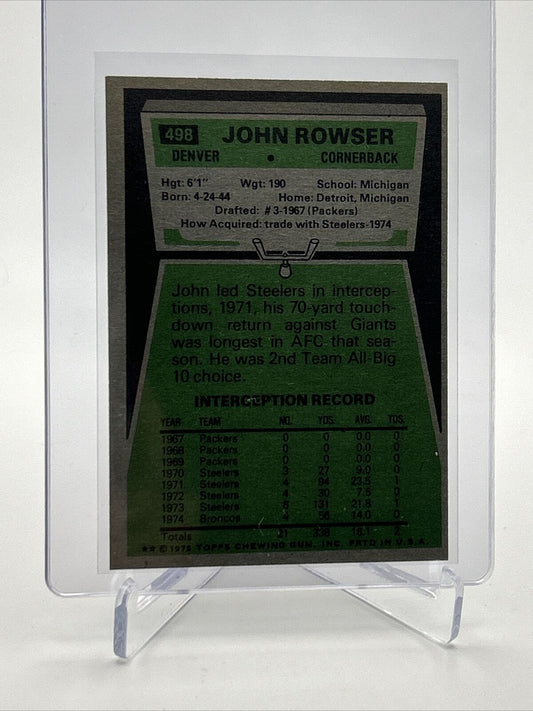 498 JOHN ROWSER
DENVER • CORNERBACK
Hgt: 6'1" Wgt: 190 School: Michigan
Born: 4-24-44 Home: Detroit, Michigan
Drafted: #3-1967 (Packers)
How Acquired: trade with Steelers-1974
John led Steelers in intercep-
tions, 1971, his 70-yard touch-
down return against Giants
was longest in AFC that sea-
son. He was 2nd Team All-Big
10 choice.
INTERCEPTION RECORD
YEAR TEAM NO. YDS. AVG. TDS.
1967 Packers 0 0 0.0 0
1968 Packers 0 0 0.0 0
1969 Packers 0 0 0.0 0
1970 Steelers 3 27 9.0 0
1971 Steelers 4 94 23.5 1
1972 Steelers 4 30 7.5 0
1973 Steelers 6 131 21.8 1
1974 Broncos 4 56 14.0 0
Totals 21 338 16.1 2
** © 1975 TOPPS CHEWING GUM, INC. PRTD IN U.S.A.